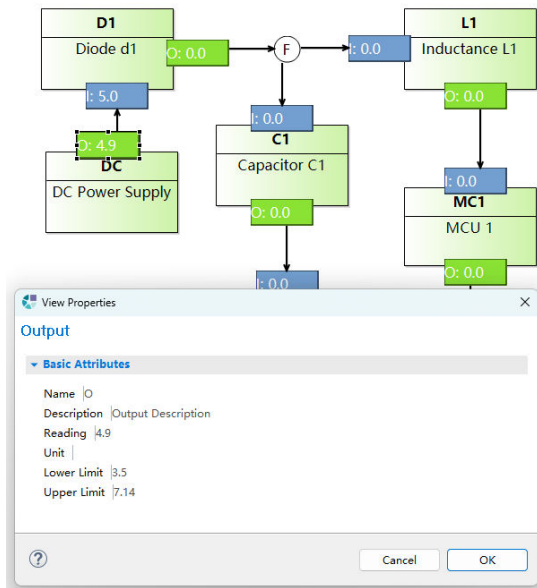 D1
Diode d1
O: 0.0
I: 5.0
F
I: 0.0
L1
Inductance L1
O: 0.0
O: 4.9
DC
DC Power Supply
I: 0.0
C1
Capacitor C1
O: 0.0
I: 0.0
MC1
MCU 1
O: 0.0
I: 0.0
View Properties
Output
Basic Attributes
Name O
Description Output Description
Reading 4.9
Unit
Lower Limit 3.5
Upper Limit 7.14
?
Cancel
OK